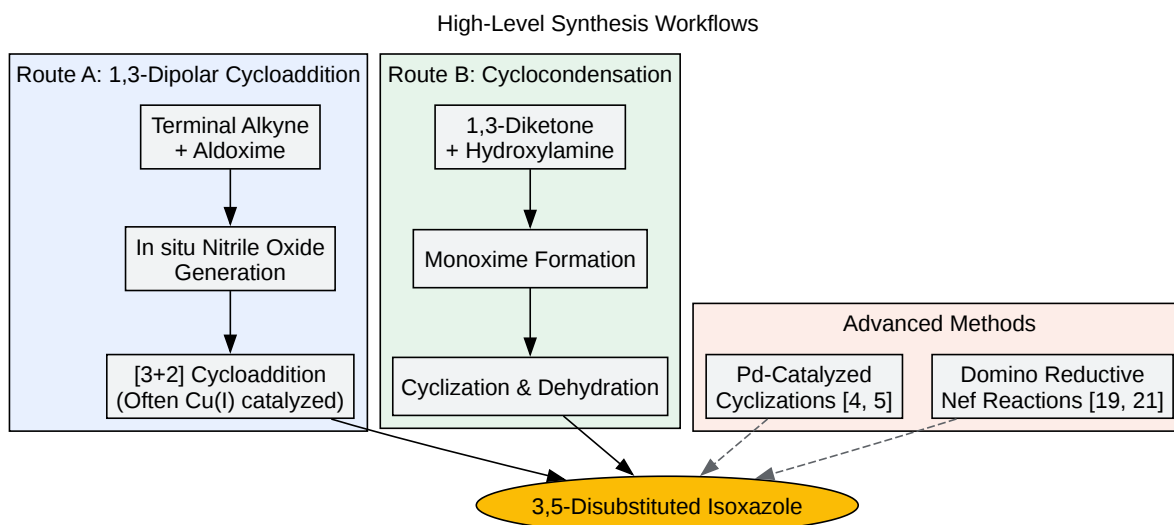 High-Level Synthesis Workflows
Route A: 1,3-Dipolar Cycloaddition
Terminal Alkyne
+ Aldoxime
In situ Nitrile Oxide
Generation
[3+2] Cycloaddition
(Often Cu(I) catalyzed)
Route B: Cyclocondensation
1,3-Diketone
+ Hydroxylamine
Monoxime Formation
Cyclization & Dehydration
Advanced Methods
Pd-Catalyzed
Cyclizations [4, 5]
Domino Reductive
Nef Reactions [19, 21]
3,5-Disubstituted Isoxazole